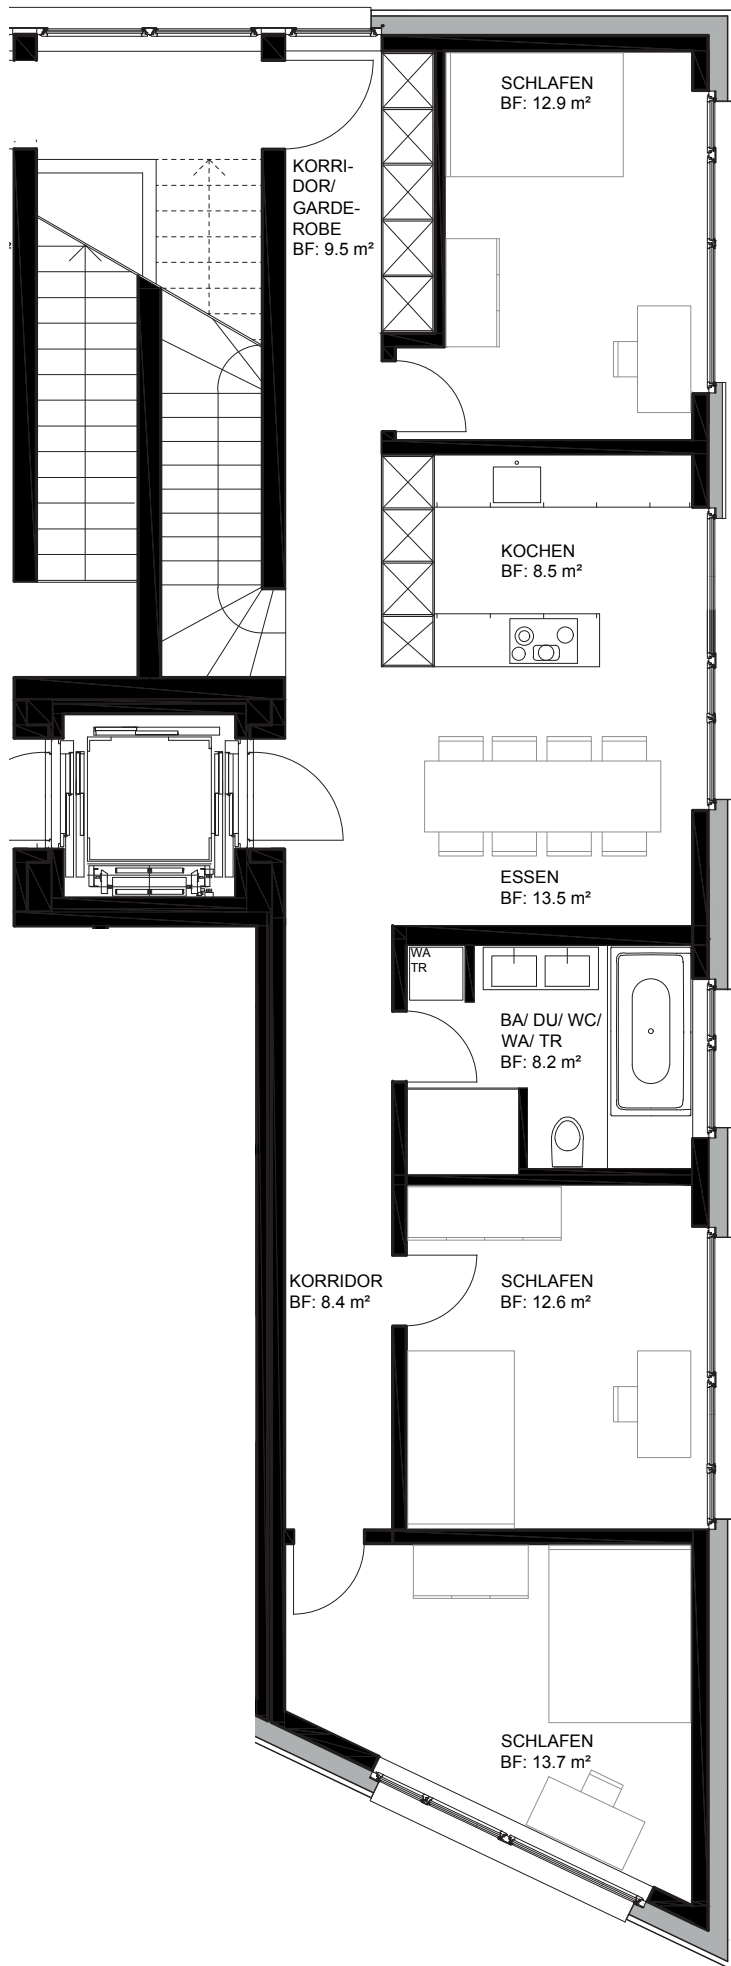 SCHLAFEN
BF: 12.9 m²
KORRI-
DOR/
GARDE-
ROBE
BF: 9.5 m²
KOCHEN
BF: 8.5 m²
ESSEN
BF: 13.5 m²
WA
TR
BA/ DU/ WC/
WA/ TR
BF: 8.2 m²
KORRIDOR
BF: 8.4 m²
SCHLAFEN
BF: 12.6 m²
SCHLAFEN
BF: 13.7 m²